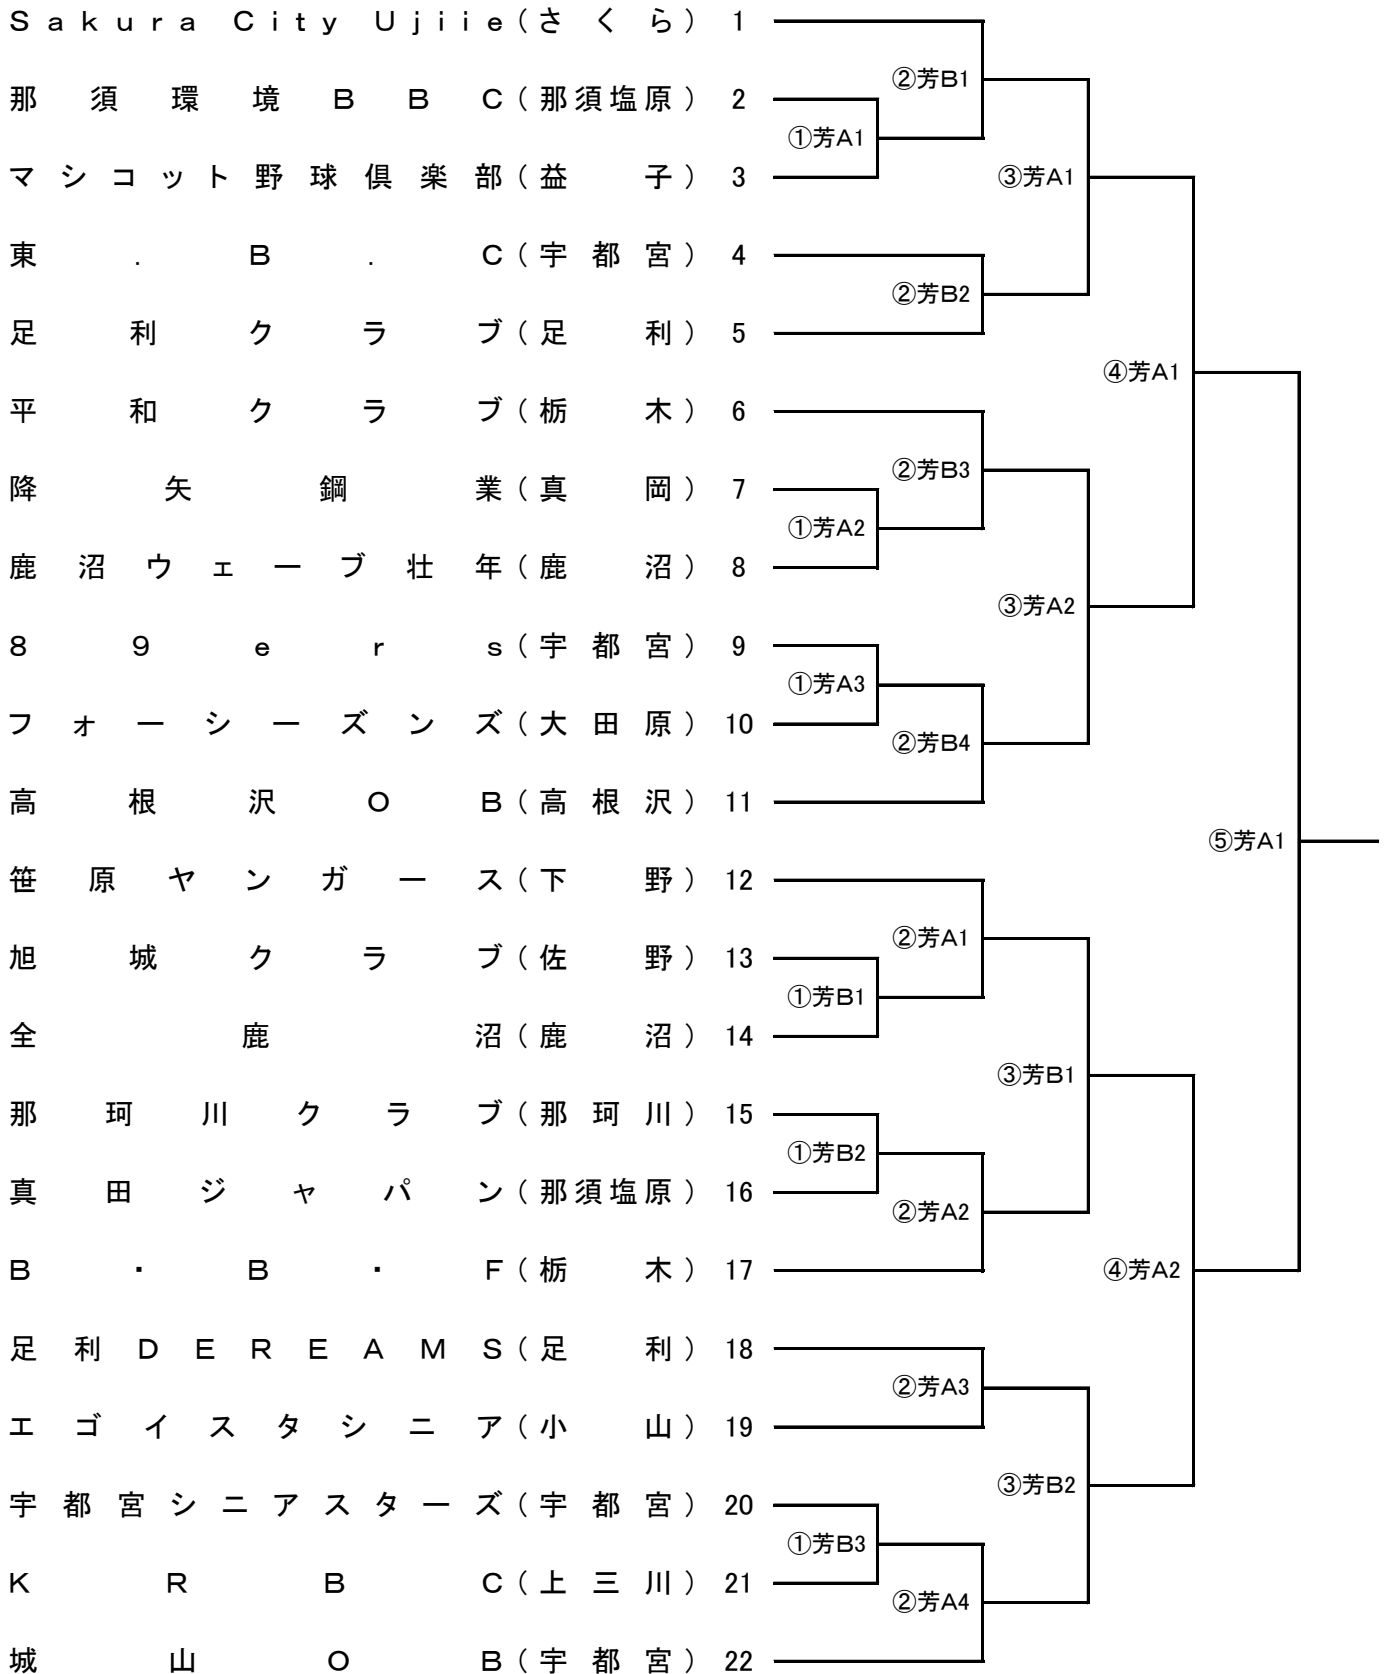 Sakura City Ujiie(さくら) 1
②芳B1
那須環境BBC(那須塩原) 2
①芳A1
マシコット野球倶楽部(益子) 3
③芳A1
東.B.C(宇都宮) 4
②芳B2
足利クラブ(足利) 5
④芳A1
平和クラブ(栃木) 6
②芳B3
降矢鋼業(真岡) 7
①芳A2
鹿沼ウェーブ壮年(鹿沼) 8
③芳A2
89ers(宇都宮) 9
①芳A3
フォーシーズンズ(大田原) 10
②芳B4
高根沢OB(高根沢) 11
⑤芳A1
笹原ヤンガース(下野) 12
②芳A1
旭城クラブ(佐野) 13
①芳B1
全鹿沼(鹿沼) 14
③芳B1
那珂川クラブ(那珂川) 15
①芳B2
真田ジャパン(那須塩原) 16
②芳A2
B・B・F(栃木) 17
④芳A2
足利DEREAMS(足利) 18
②芳A3
エゴイスタシニア(小山) 19
③芳B2
宇都宮シニアスターズ(宇都宮) 20
①芳B3
KRBC(上三川) 21
②芳A4
城山OB(宇都宮) 22